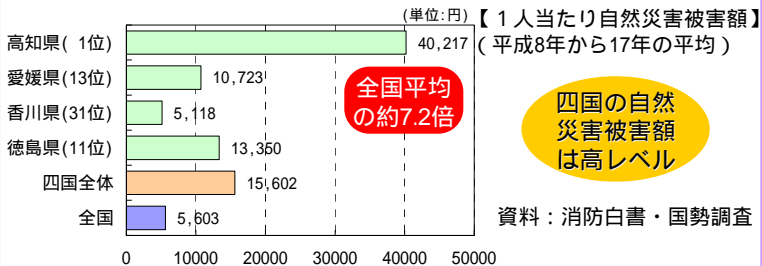 (単位:円)
【１人当たり自然災害被害額】
(平成8年から17年の平均)
高知県( 1位)
40,217
愛媛県(13位)
10,723
香川県(31位)
5,118
徳島県(11位)
13,350
四国全体
15,602
全国
5,603
0 10000 20000 30000 40000 50000
全国平均
の約7.2倍
四国の自然
災害被害額
は高レベル
資料：消防白書・国勢調査